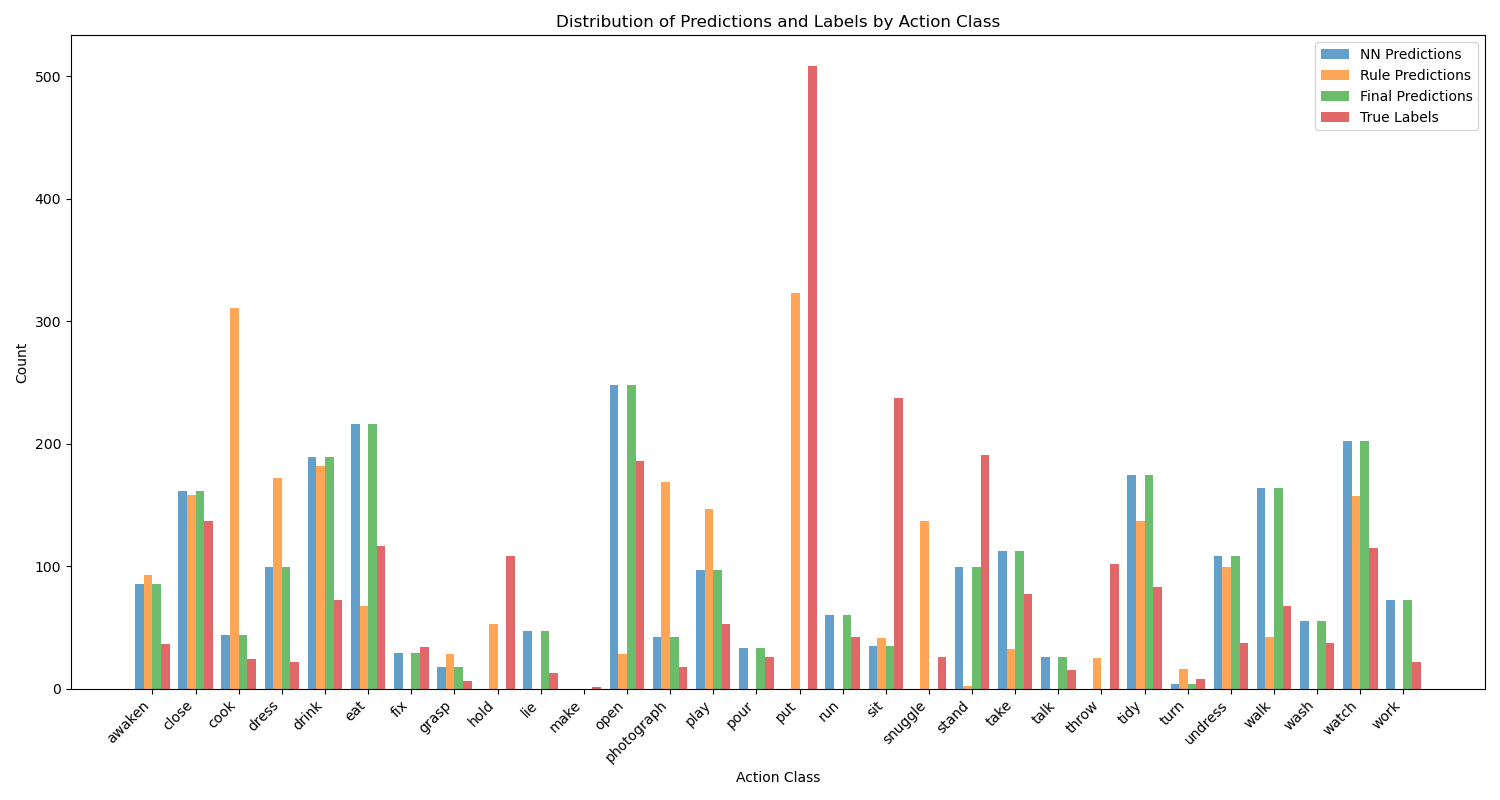 Distribution of Predictions and Labels by Action Class
NN Predictions
Rule Predictions
Final Predictions
True Labels
Count
500
400
300
200
100
0
awaken
close
cook
dress
drink
eat
fix
grasp
hold
lie
make
open
photograph
play
pour
put
run
sit
snuggle
stand
take
talk
throw
tidy
turn
undress
walk
wash
watch
work
Action Class